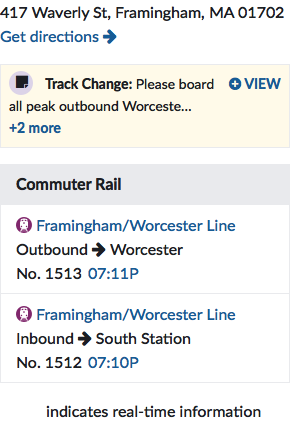 417 Waverly St, Framingham, MA 01702
Get directions
Track Change: Please board
VIEW
all peak outbound Worceste...
+2 more
Commuter Rail
Framingham/Worcester Line
Outbound → Worcester
No. 1513 07:11P
Framingham/Worcester Line
Inbound → South Station
No. 1512 07:10P
indicates real-time information